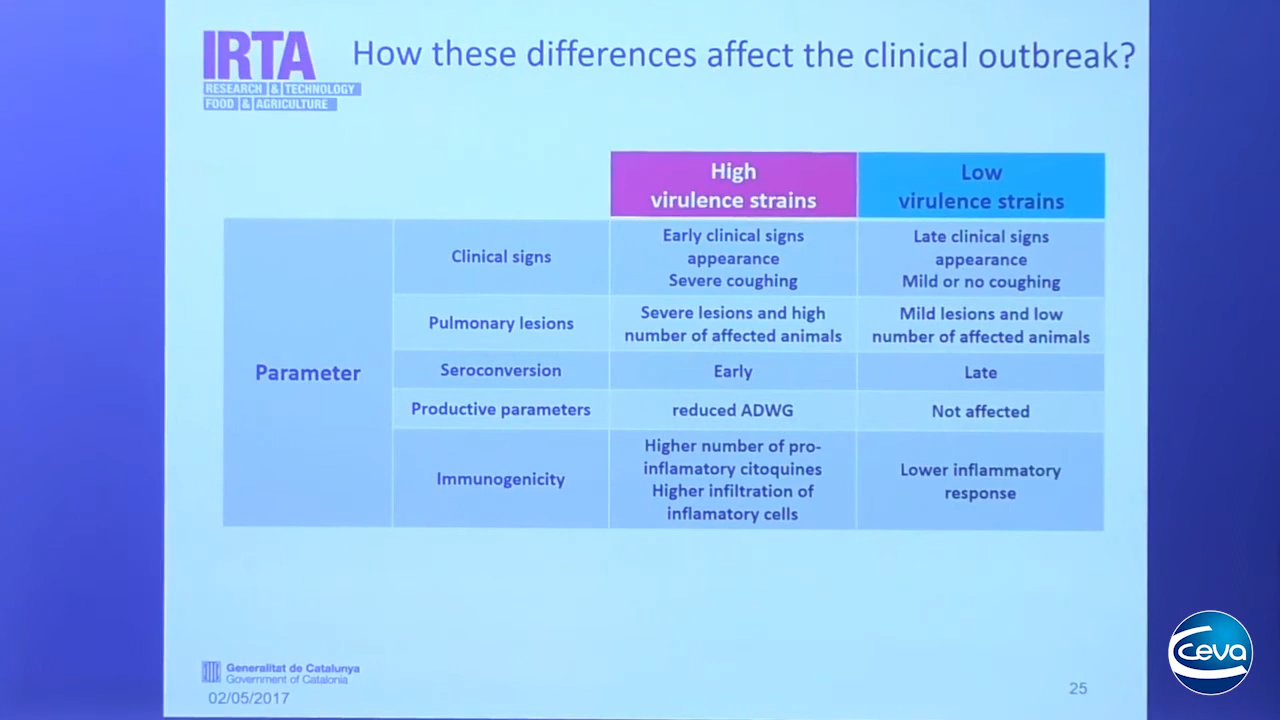 IRTA
RESEARCH & TECHNOLOGY
FOOD & AGRICULTURE
How these differences affect the clinical outbreak?
High
virulence strains
Low
virulence strains
Parameter
Clinical signs
Early clinical signs
appearance
Severe coughing
Late clinical signs
appearance
Mild or no coughing
Pulmonary lesions
Severe lesions and high
number of affected animals
Mild lesions and low
number of affected animals
Seroconversion
Early
Late
Productive parameters
reduced ADWG
Not affected
Immunogenicity
Higher number of pro-
inflamatory citoquines
Higher infiltration of
inflamatory cells
Lower inflammatory
response
Generalitat de Catalunya
Government of Catalonia
02/05/2017
25
Ceva